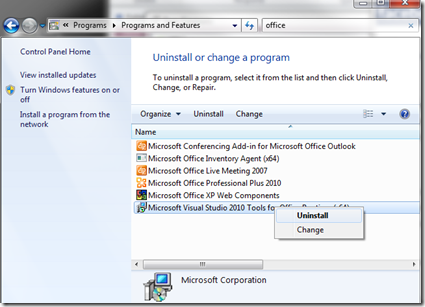 Programs
Programs and Features
office
Control Panel Home
View installed updates
Turn Windows features on or
off
Install a program from the
network
Uninstall or change a program
To uninstall a program, select it from the list and then click Uninstall,
Change, or Repair.
Organize
Uninstall
Change
Name
Microsoft Conferencing Add-in for Microsoft Office Outlook
Microsoft Office Inventory Agent (x64)
Microsoft Office Live Meeting 2007
Microsoft Office Professional Plus 2010
Microsoft Office XP Web Components
Microsoft Visual Studio 2010 Tools for Office Runtime (x64)
Uninstall
Change
Microsoft Corporation